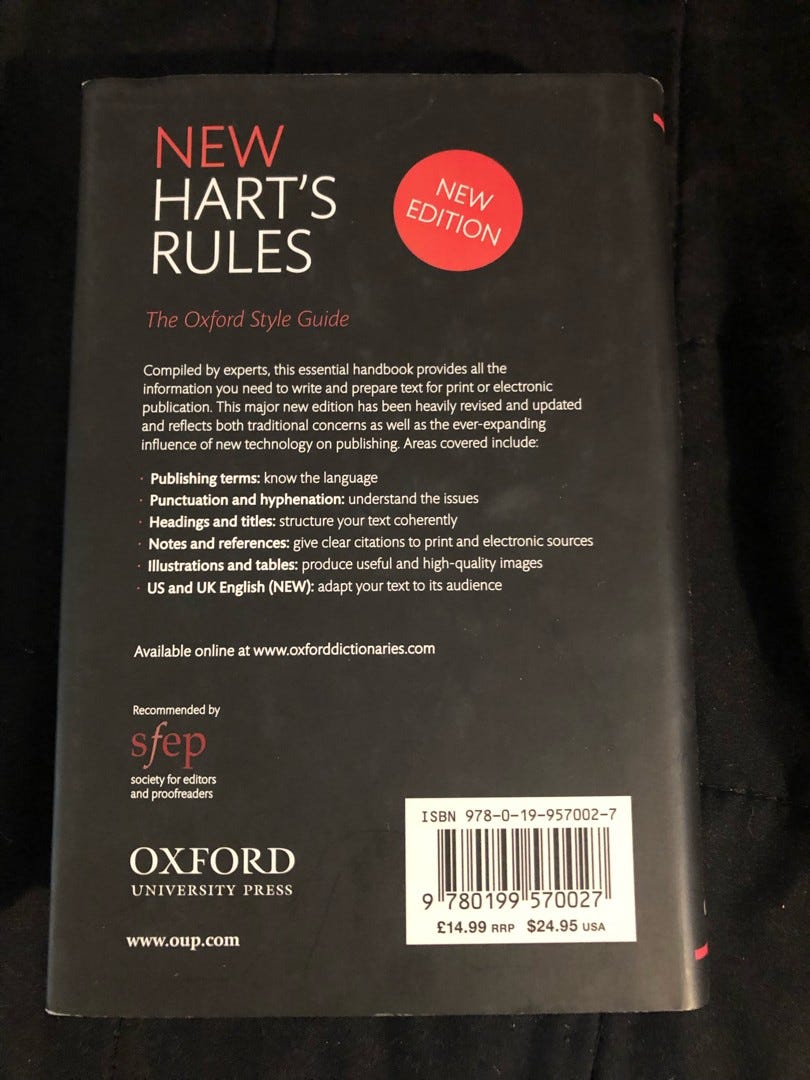 NEW
HART'S
RULES
NEW
EDITION
The Oxford Style Guide
Compiled by experts, this essential handbook provides all the
information you need to write and prepare text for print or electronic
publication. This major new edition has been heavily revised and updated
and reflects both traditional concerns as well as the ever-expanding
influence of new technology on publishing. Areas covered include:
· Publishing terms: know the language
· Punctuation and hyphenation: understand the issues
· Headings and titles: structure your text coherently
· Notes and references: give clear citations to print and electronic sources
· Illustrations and tables: produce useful and high-quality images
· US and UK English (NEW): adapt your text to its audience
Available online at www.oxforddictionaries.com
Recommended by
sfep
society for editors
and proofreaders
OXFORD
UNIVERSITY PRESS
www.oup.com
ISBN 978-0-19-957002-7
9 780199 570027
£14.99 RRP $24.95 USA